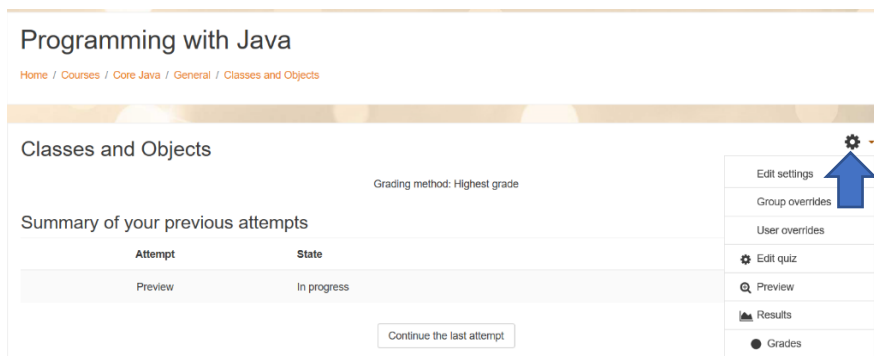 Programming with Java
Home / Courses / Core Java / General / Classes and Objects
Classes and Objects
Grading method: Highest grade
Summary of your previous attempts
Attempt State
Preview In progress
Continue the last attempt
Edit settings
Group overrides
User overrides
Edit quiz
Preview
Results
Grades